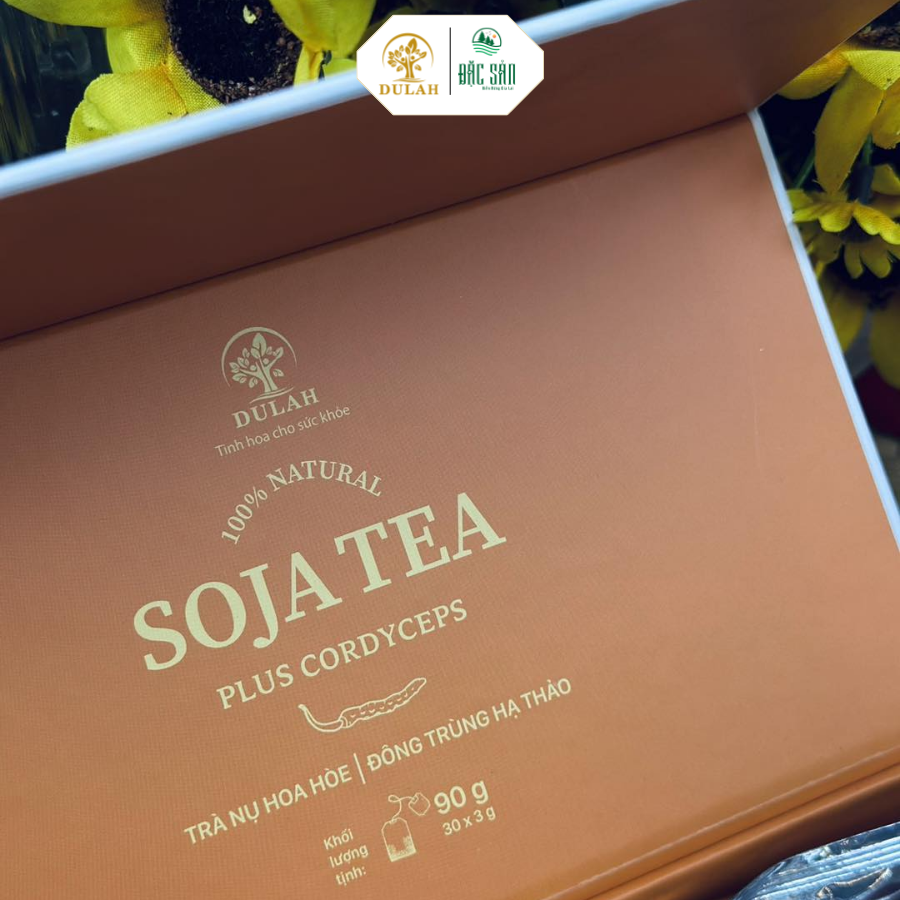 DULAH
ĐẶC SẢN
DULAH
Tinh hoa cho sức khỏe
100% NATURAL
SOJA TEA
PLUS CORDYCEPS
TRÀ NỤ HOA HÒE | ĐÔNG TRÙNG HẠ THẢO
Khối lượng tịnh:
90 g
30 x 3 g